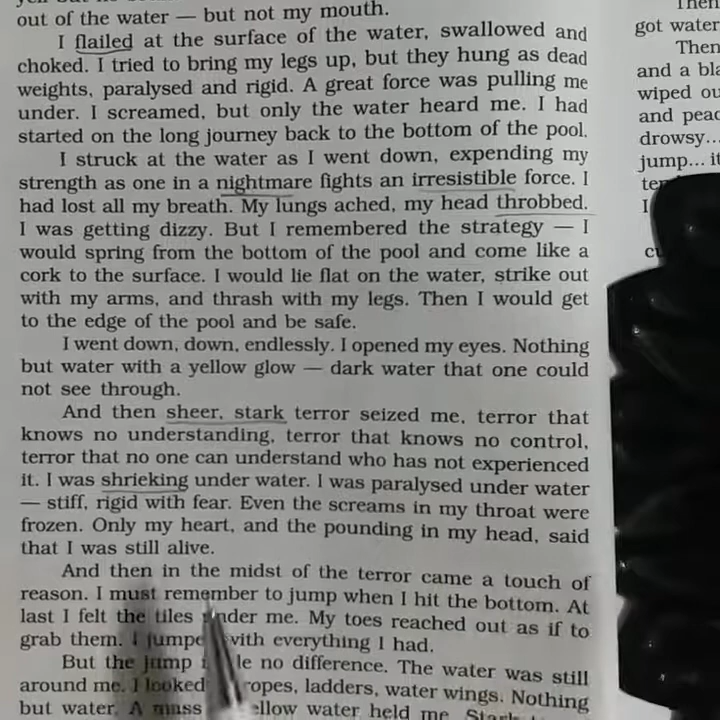 out of the water — but not my mouth.
I flailed at the surface of the water, swallowed and
choked. I tried to bring my legs up, but they hung as dead
weights, paralysed and rigid. A great force was pulling me
under. I screamed, but only the water heard me. I had
started on the long journey back to the bottom of the pool.
I struck at the water as I went down, expending my
strength as one in a nightmare fights an irresistible force. I
had lost all my breath. My lungs ached, my head throbbed.
I was getting dizzy. But I remembered the strategy — I
would spring from the bottom of the pool and come like a
cork to the surface. I would lie flat on the water, strike out
with my arms, and thrash with my legs. Then I would get
to the edge of the pool and be safe.
I went down, down, endlessly. I opened my eyes. Nothing
but water with a yellow glow — dark water that one could
not see through.
And then sheer, stark terror seized me, terror that
knows no understanding, terror that knows no control,
terror that no one can understand who has not experienced
it. I was shrieking under water. I was paralysed under water
— stiff, rigid with fear. Even the screams in my throat were
frozen. Only my heart, and the pounding in my head, said
that I was still alive.
And then in the midst of the terror came a touch of
reason. I must remember to jump when I hit the bottom. At
last I felt the tiles under me. My toes reached out as if to
grab them. I jumped with everything I had.
But the jump no difference. The water was still
around me. I looked ropes, ladders, water wings. Nothing
but water. A mass yellow water held me.
Then
got water
Then
and a bla
wiped ou
and peac
drowsy...
jump... it
I